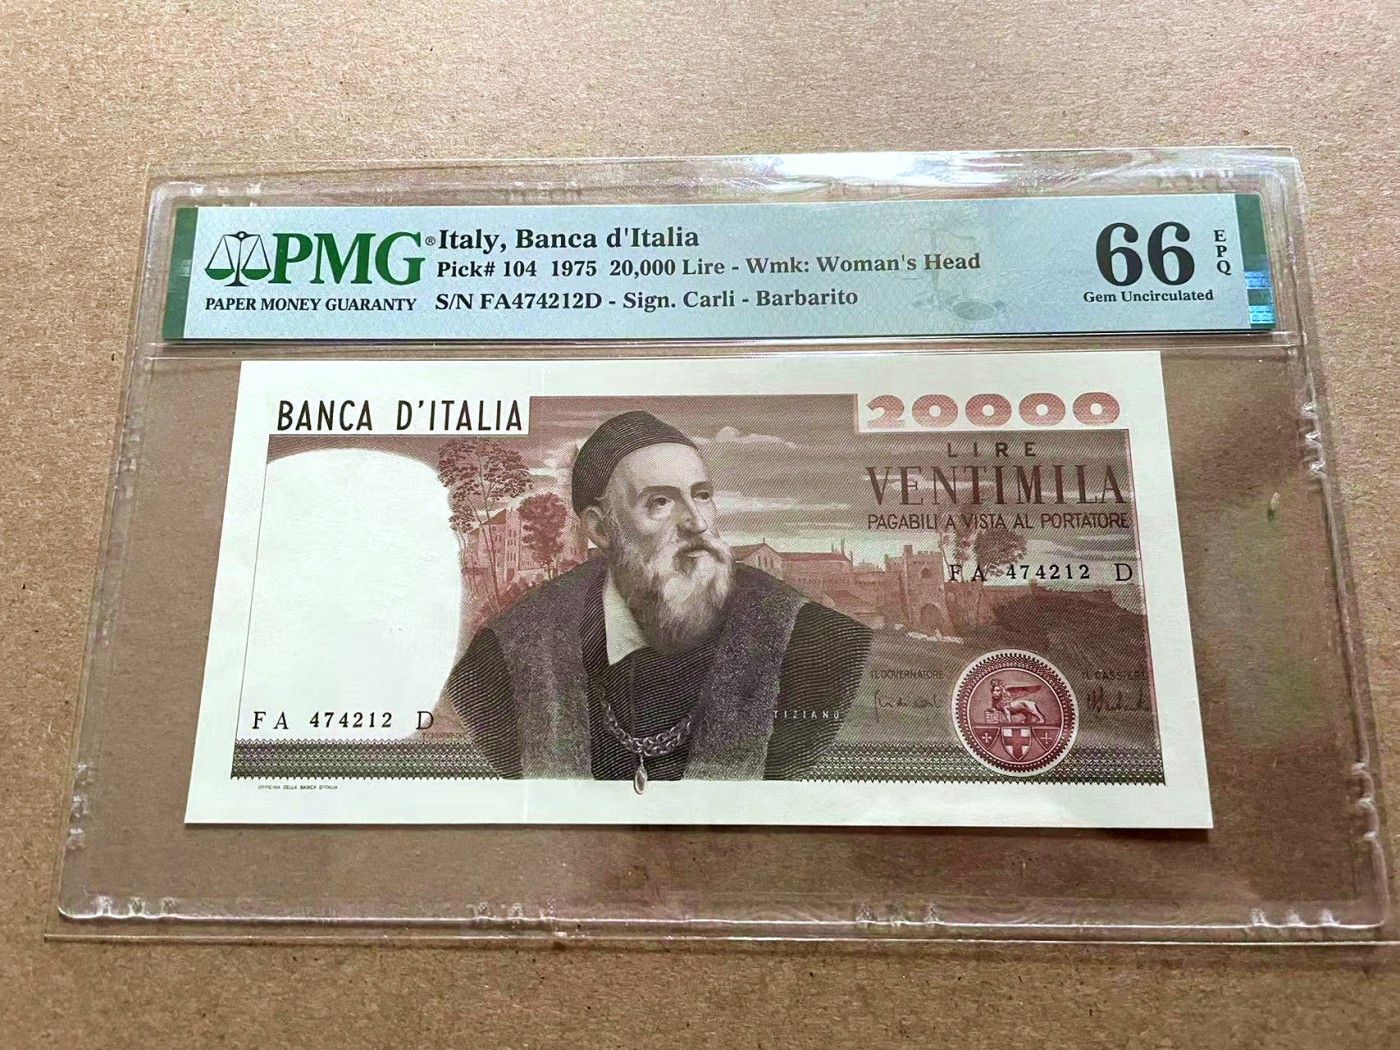 PMG®
PAPER MONEY GUARANTY
Italy, Banca d'Italia
Pick# 104 1975 20,000 Lire - Wmk: Woman's Head
S/N FA474212D - Sign. Carli - Barbarito
66
EPQ
Gem Uncirculated
BANCA D'ITALIA
20000
LIRE
VENTIMILA
PAGABILI A VISTA AL PORTATORE
FA 474212 D
IL GOVERNATORE
IL CASSIERE
TIZIANO
FA 474212 D
OFFICINA DELLA BANCA D'ITALIA